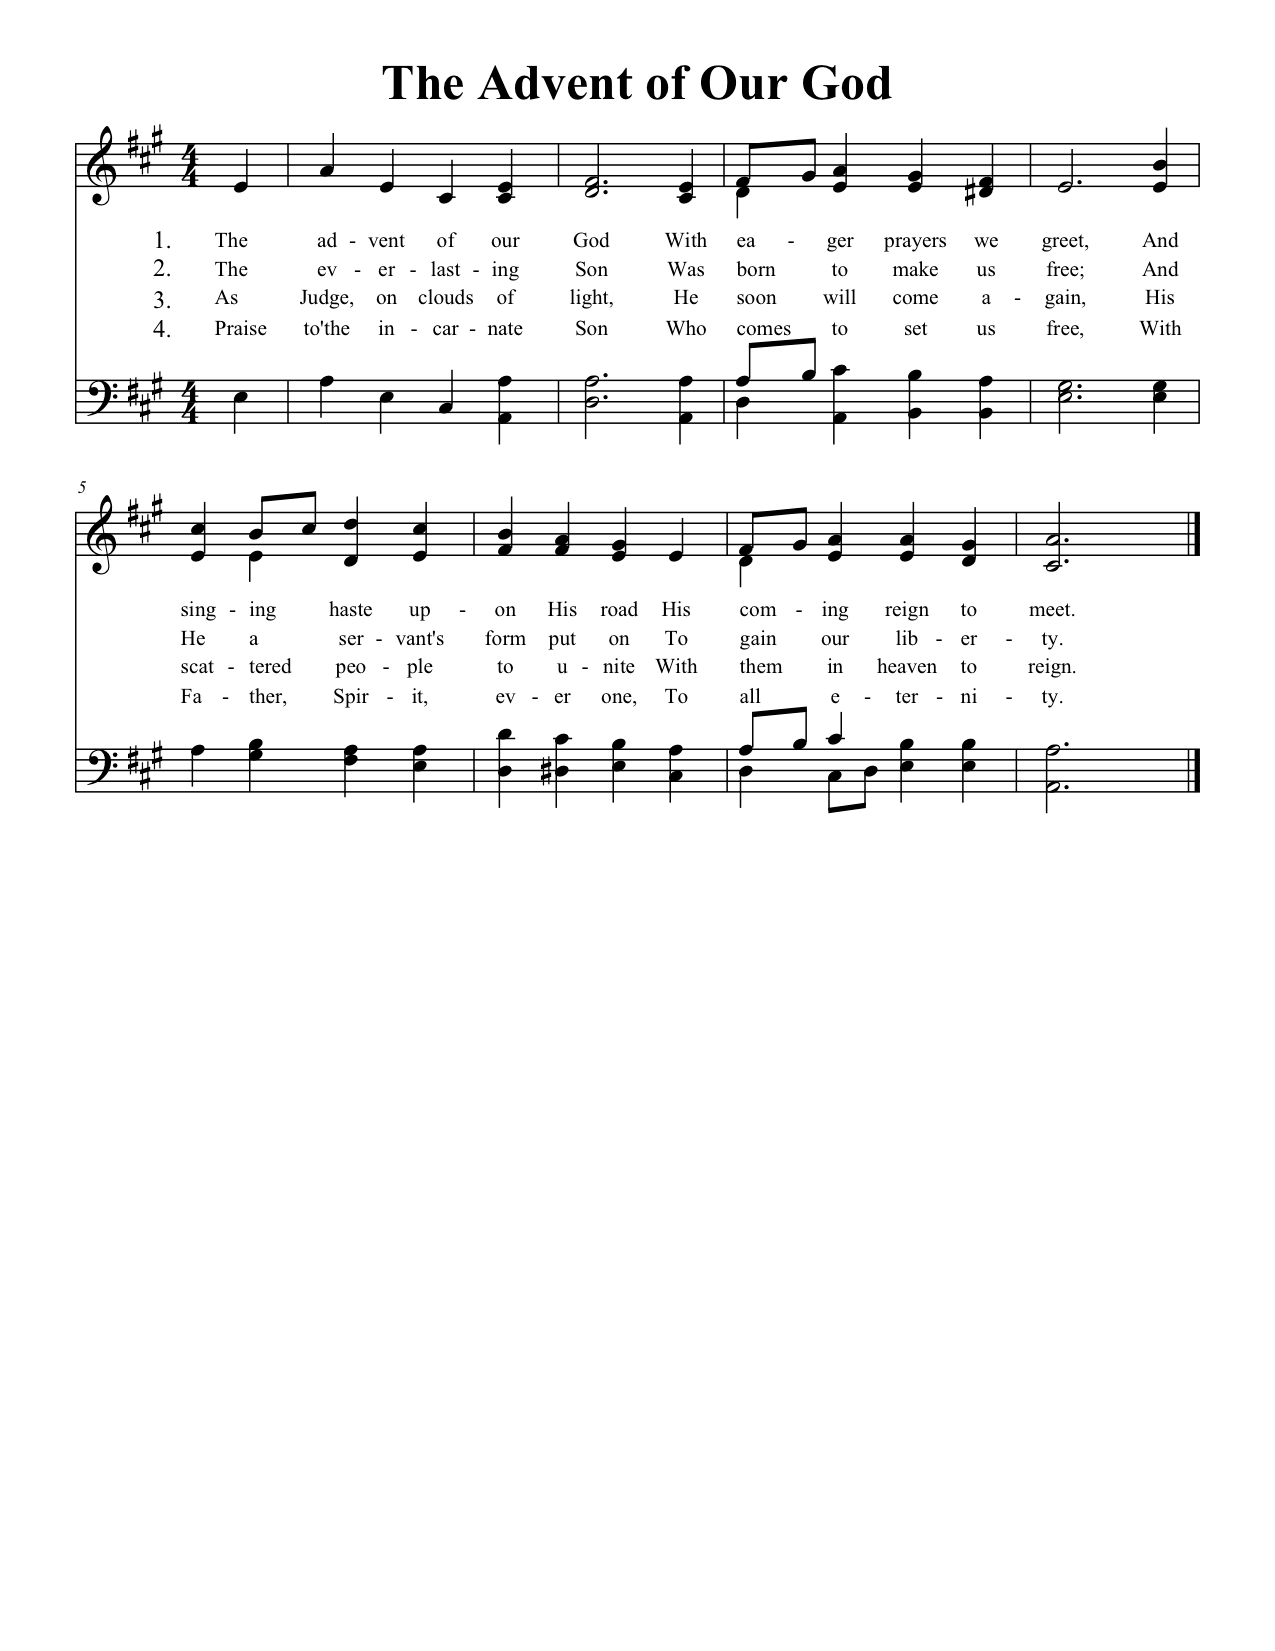 The Advent of Our God
4
4
1. The ad - vent of our God With ea - ger prayers we greet, And
2. The ev - er - last - ing Son Was born to make us free; And
3. As Judge, on clouds of light, He soon will come a - gain, His
4. Praise to'the in - car - nate Son Who comes to set us free, With
4
4
5
sing - ing haste up - on His road His com - ing reign to meet.
He a ser - vant's form put on To gain our lib - er - ty.
scat - tered peo - ple to u - nite With them in heaven to reign.
Fa - ther, Spir - it, ev - er one, To all e - ter - ni - ty.